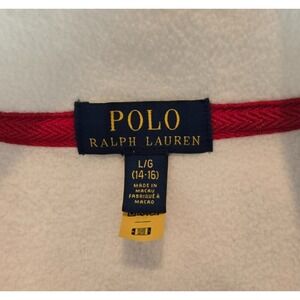 POLO
RALPH LAUREN
L/G
(14-16)
MADE IN
MACAU
FABRIQUÉ À
MACAO